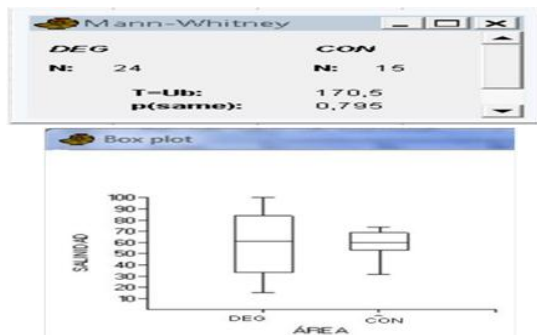 Mann-Whitney
DEG CON
N: 24 N: 15
T=Ub: 170,5
p(same): 0,795
Box plot
100
90
80
70
60
50
40
30
20
10
SALINIDAD
DEG CON
ÁREA